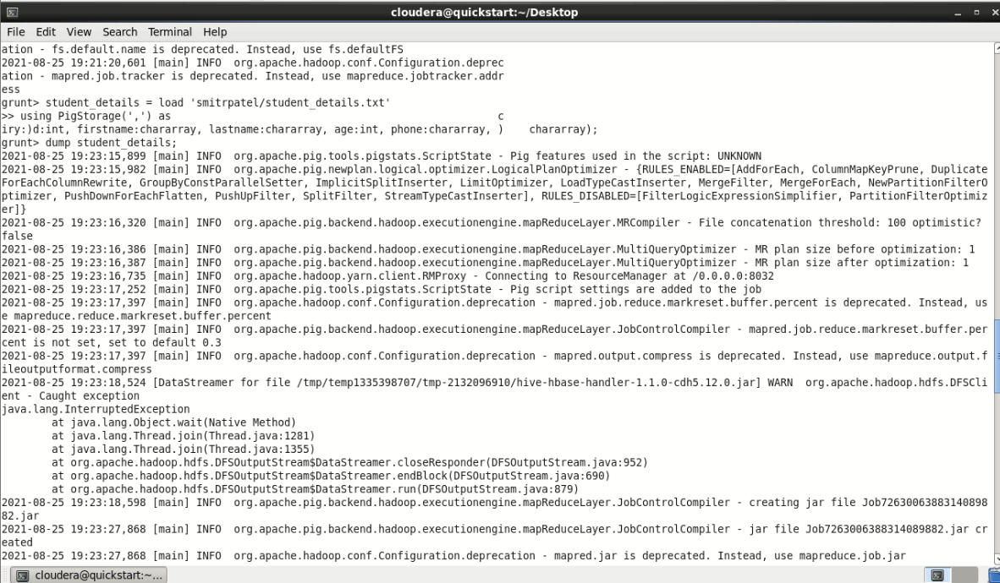 cloudera@quickstart:~/Desktop
File Edit View Search Terminal Help
ation - fs.default.name is deprecated. Instead, use fs.defaultFS
2021-08-25 19:21:20,601 [main] INFO  org.apache.hadoop.conf.Configuration.deprec
ation - mapred.job.tracker is deprecated. Instead, use mapreduce.jobtracker.addr
ess
grunt> student_details = load 'smitrpatel/student_details.txt'
>> using PigStorage(',') as                                                    c
iry:)d:int, firstname:chararray, lastname:chararray, age:int, phone:chararray, )    chararray);
grunt> dump student_details;
2021-08-25 19:23:15,899 [main] INFO  org.apache.pig.tools.pigstats.ScriptState - Pig features used in the script: UNKNOWN
2021-08-25 19:23:15,982 [main] INFO  org.apache.pig.newplan.logical.optimizer.LogicalPlanOptimizer - {RULES_ENABLED=[AddForEach, ColumnMapKeyPrune, Duplicate
ForEachColumnRewrite, GroupByConstParallelSetter, ImplicitSplitInserter, LimitOptimizer, LoadTypeCastInserter, MergeFilter, MergeForEach, NewPartitionFilterO
ptimizer, PushDownForEachFlatten, PushUpFilter, SplitFilter, StreamTypeCastInserter], RULES_DISABLED=[FilterLogicExpressionSimplifier, PartitionFilterOptimiz
er]}
2021-08-25 19:23:16,320 [main] INFO  org.apache.pig.backend.hadoop.executionengine.mapReduceLayer.MRCompiler - File concatenation threshold: 100 optimistic?
false
2021-08-25 19:23:16,386 [main] INFO  org.apache.pig.backend.hadoop.executionengine.mapReduceLayer.MultiQueryOptimizer - MR plan size before optimization: 1
2021-08-25 19:23:16,387 [main] INFO  org.apache.pig.backend.hadoop.executionengine.mapReduceLayer.MultiQueryOptimizer - MR plan size after optimization: 1
2021-08-25 19:23:16,735 [main] INFO  org.apache.hadoop.yarn.client.RMProxy - Connecting to ResourceManager at /0.0.0.0:8032
2021-08-25 19:23:17,252 [main] INFO  org.apache.pig.tools.pigstats.ScriptState - Pig script settings are added to the job
2021-08-25 19:23:17,397 [main] INFO  org.apache.hadoop.conf.Configuration.deprecation - mapred.job.reduce.markreset.buffer.percent is deprecated. Instead, us
e mapreduce.reduce.markreset.buffer.percent
2021-08-25 19:23:17,397 [main] INFO  org.apache.pig.backend.hadoop.executionengine.mapReduceLayer.JobControlCompiler - mapred.job.reduce.markreset.buffer.per
cent is not set, set to default 0.3
2021-08-25 19:23:17,397 [main] INFO  org.apache.hadoop.conf.Configuration.deprecation - mapred.output.compress is deprecated. Instead, use mapreduce.output.f
ileoutputformat.compress
2021-08-25 19:23:18,524 [DataStreamer for file /tmp/temp1335398707/tmp-2132096910/hive-hbase-handler-1.1.0-cdh5.12.0.jar] WARN  org.apache.hadoop.hdfs.DFSCli
ent - Caught exception
java.lang.InterruptedException
        at java.lang.Object.wait(Native Method)
        at java.lang.Thread.join(Thread.java:1281)
        at java.lang.Thread.join(Thread.java:1355)
        at org.apache.hadoop.hdfs.DFSOutputStream$DataStreamer.closeResponder(DFSOutputStream.java:952)
        at org.apache.hadoop.hdfs.DFSOutputStream$DataStreamer.endBlock(DFSOutputStream.java:690)
        at org.apache.hadoop.hdfs.DFSOutputStream$DataStreamer.run(DFSOutputStream.java:879)
2021-08-25 19:23:18,598 [main] INFO  org.apache.pig.backend.hadoop.executionengine.mapReduceLayer.JobControlCompiler - creating jar file Job72630063883140898
82.jar
2021-08-25 19:23:27,868 [main] INFO  org.apache.pig.backend.hadoop.executionengine.mapReduceLayer.JobControlCompiler - jar file Job7263006388314089882.jar cr
eated
2021-08-25 19:23:27,868 [main] INFO  org.apache.hadoop.conf.Configuration.deprecation - mapred.jar is deprecated. Instead, use mapreduce.job.jar
cloudera@quickstart:~...